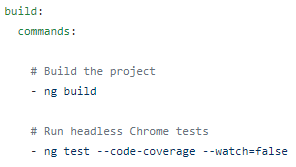 build:
commands:
# Build the project
- ng build
# Run headless Chrome tests
- ng test --code-coverage --watch=false